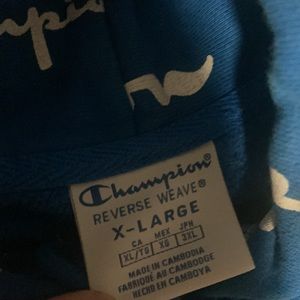 Champion
Champion
REVERSE WEAVE®
X-LARGE
CA MEX JPN
XL/TG XG 3XL
MADE IN CAMBODIA
FABRIQUÉ AU CAMBODGE
HECHO EN CAMBOYA